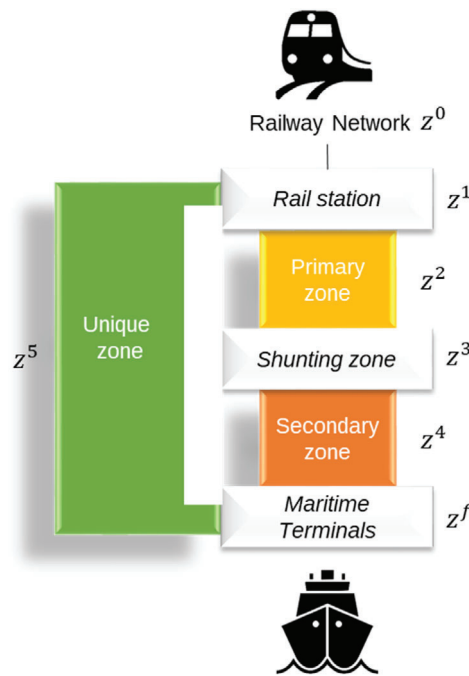 Railway Network z^0
Rail station z^1
Primary
zone z^2
Unique
zone
z^5
Shunting zone z^3
Secondary
zone z^4
Maritime
Terminals z^f